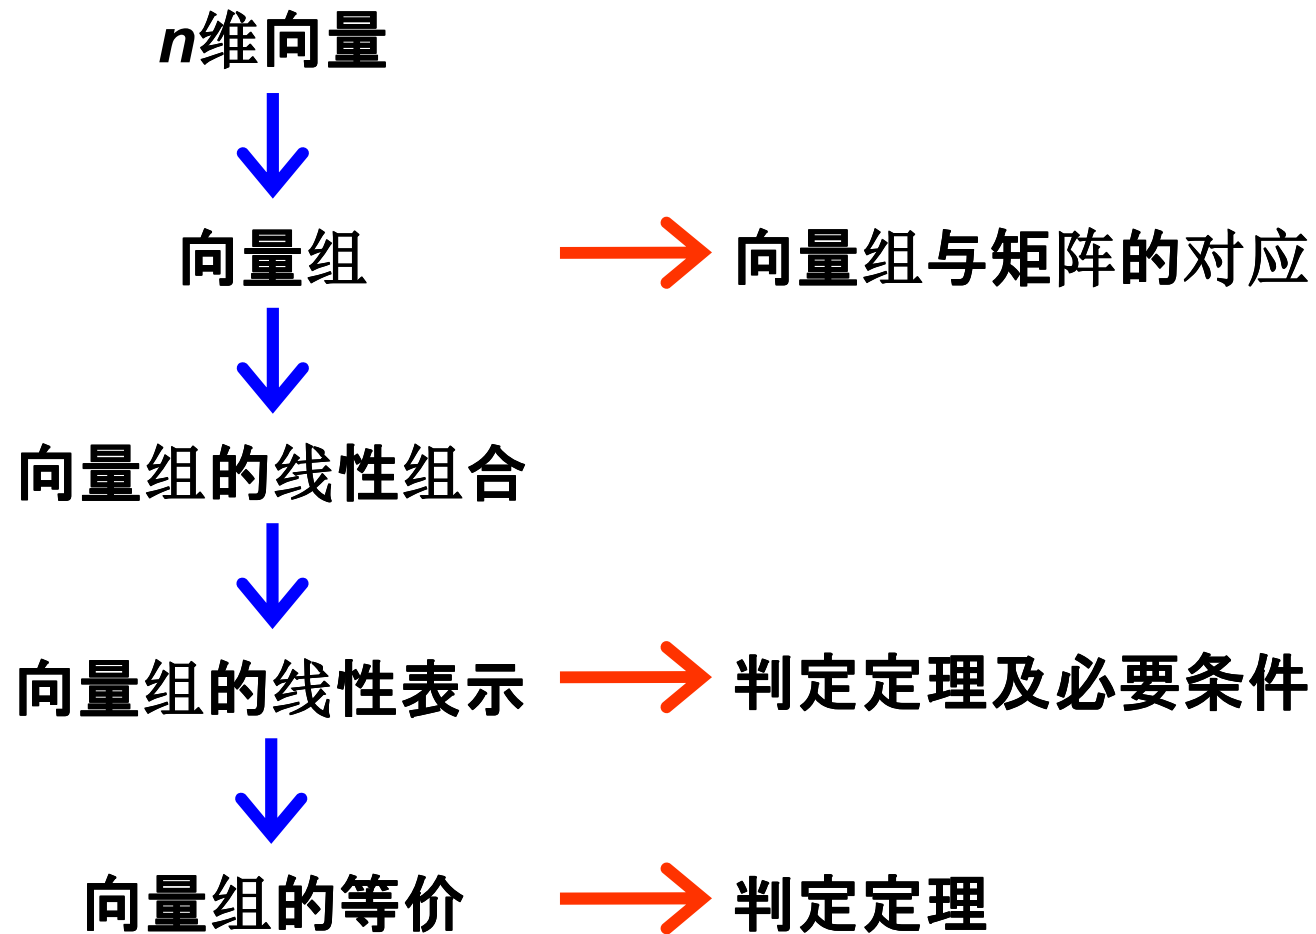 n维向量
向量组
向量组与矩阵的对应
向量组的线性组合
向量组的线性表示
判定定理及必要条件
向量组的等价
判定定理